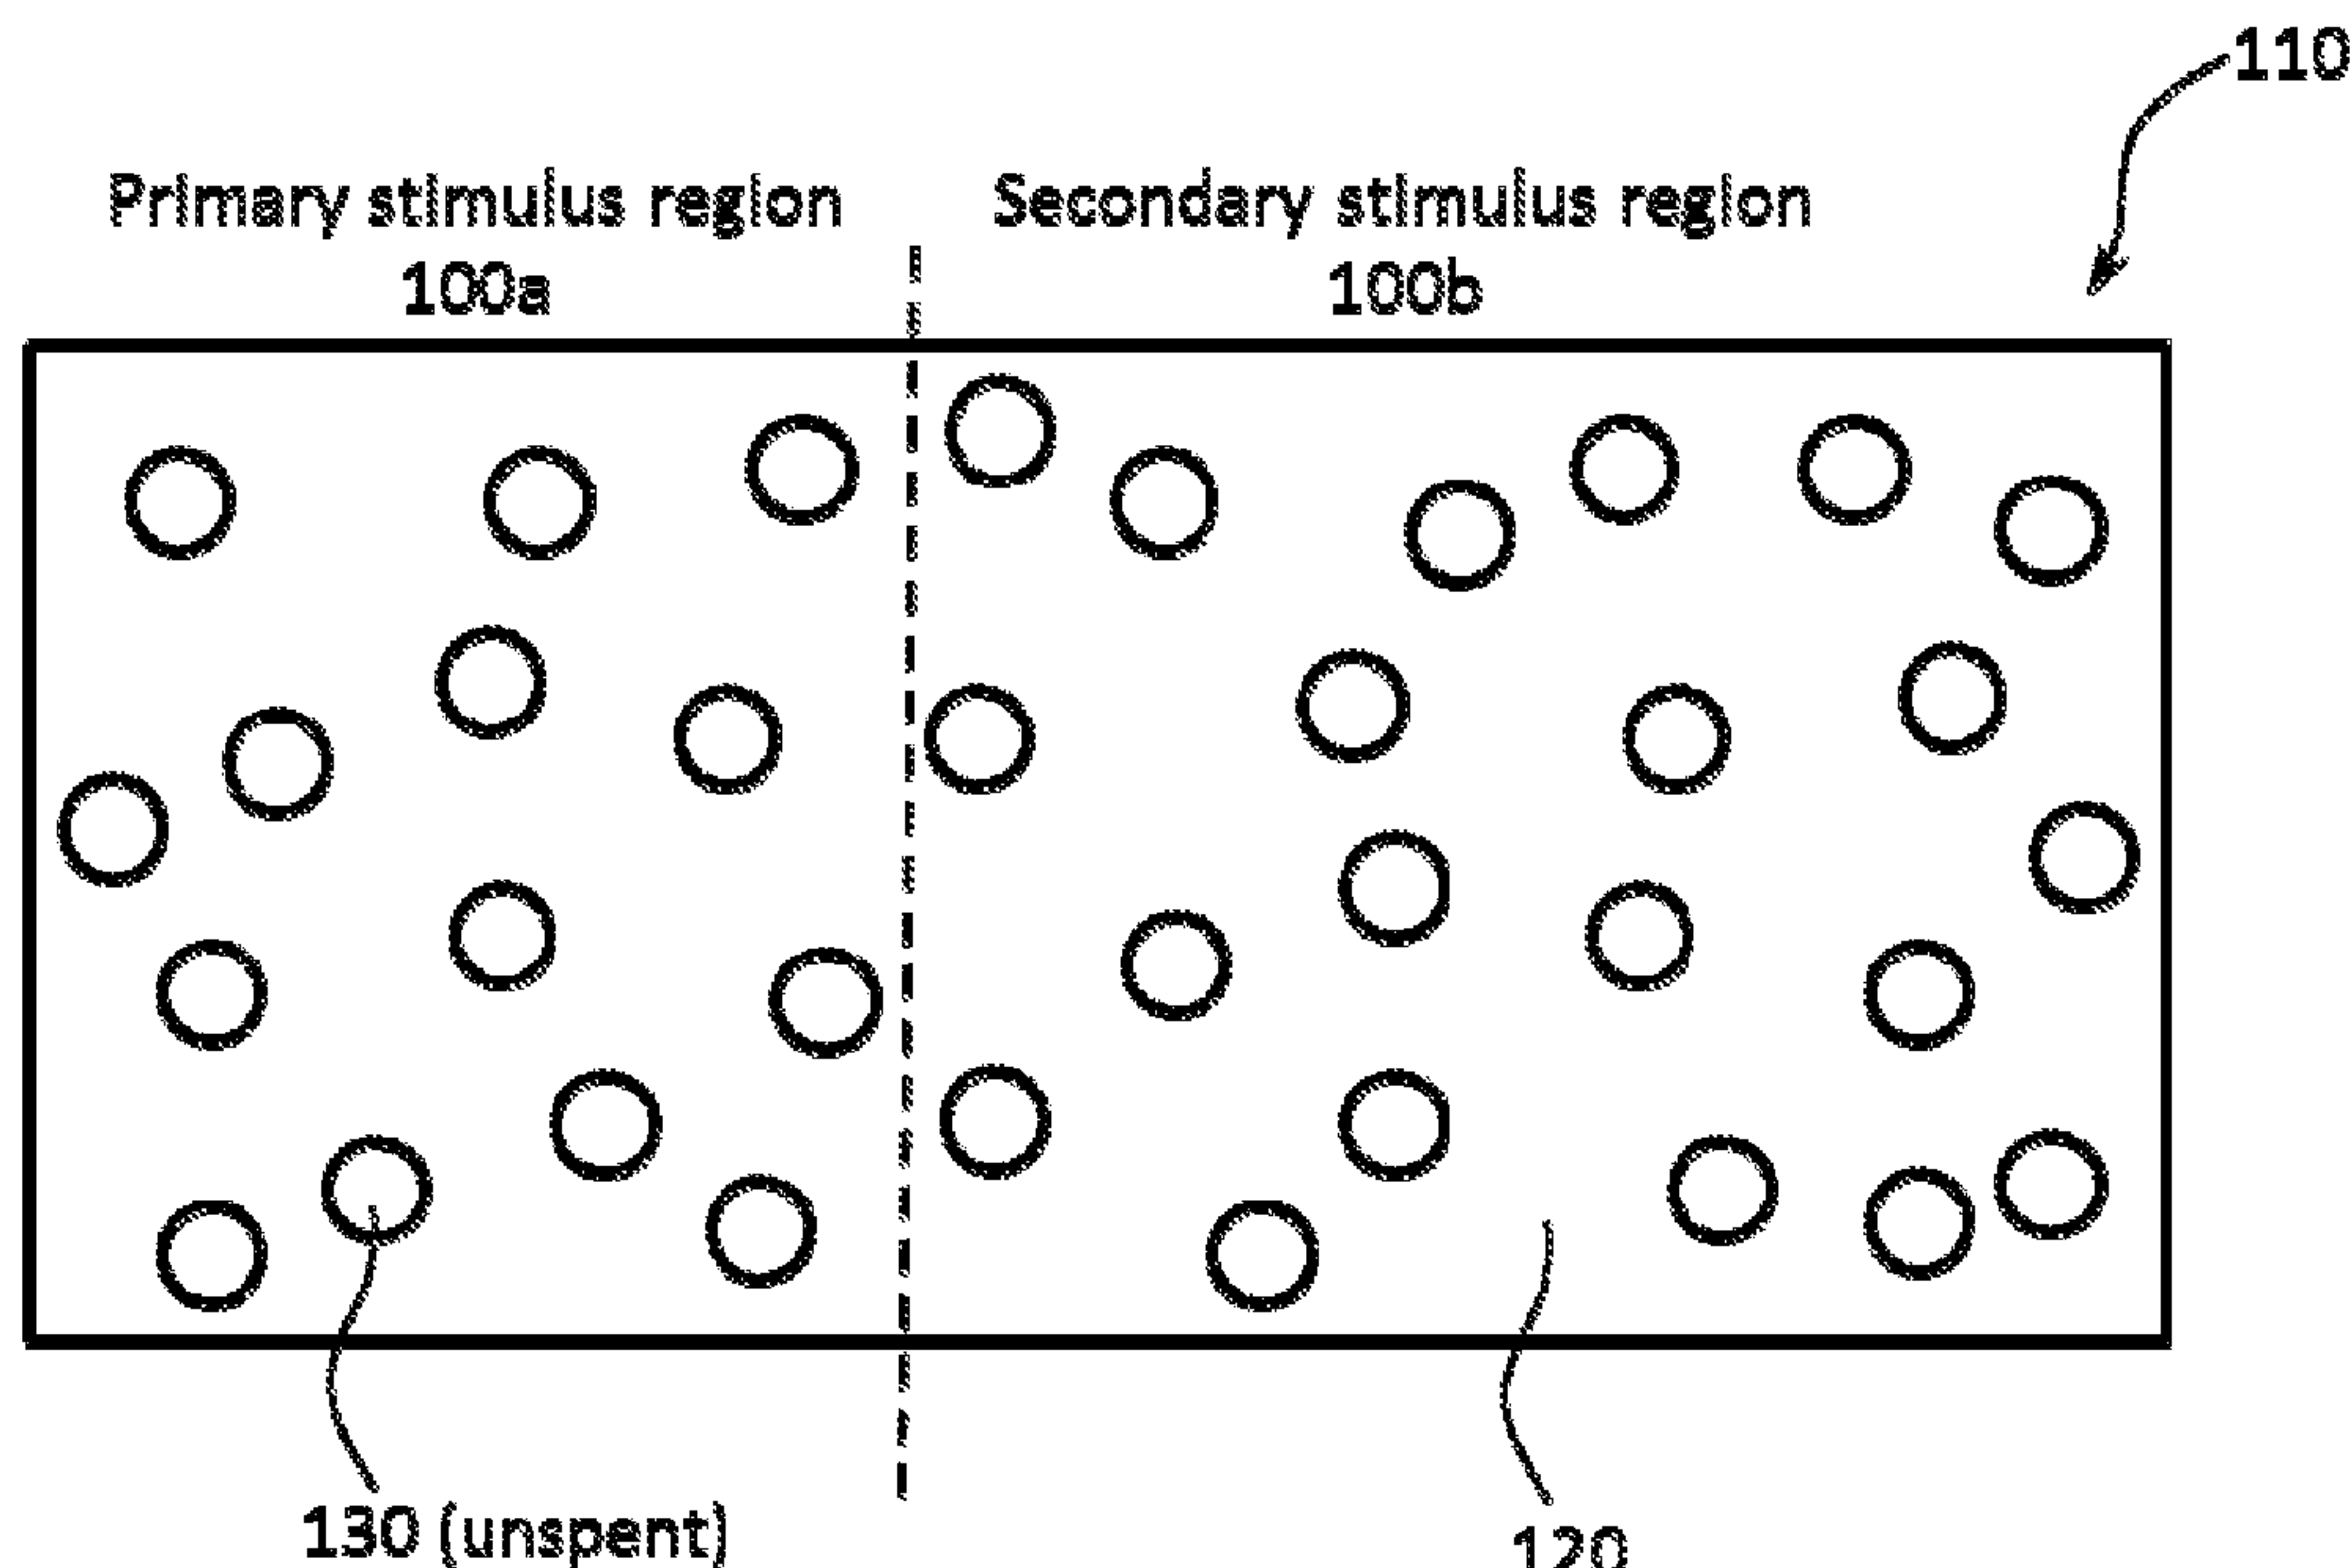 110
Primary stimulus region
100a
Secondary stimulus region
100b
130 (unspent)
120